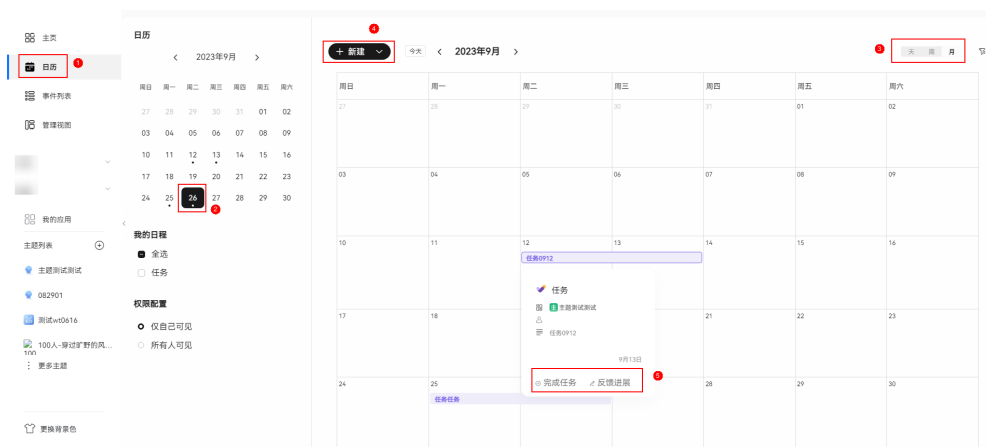 主页
日历
1
事件列表
管理视图
我的应用
主题列表
主题测试测试
082901
测试wt0616
100人-穿过旷野的风...
100
更多主题
更换背景色
日历
2023年9月
周日 周一 周二 周三 周四 周五 周六
27 28 29 30 31 01 02
03 04 05 06 07 08 09
10 11 12 13 14 15 16
17 18 19 20 21 22 23
24 25 26 27 28 29 30
2
我的日程
全选
任务
权限配置
仅自己可见
所有人可见
4
+ 新建
今天 < 2023年9月 >
3
天 周 月
周日 周一 周二 周三 周四 周五 周六
27 28 29 30 31 01 02
03 04 05 06 07 08 09
10 11 12 13 14 15 16
任务0912
任务
主 主题测试测试
任务0912
9月13日
完成任务 反馈进展
5
17 18 21 22 23
24 25 28 29 30
任务任务